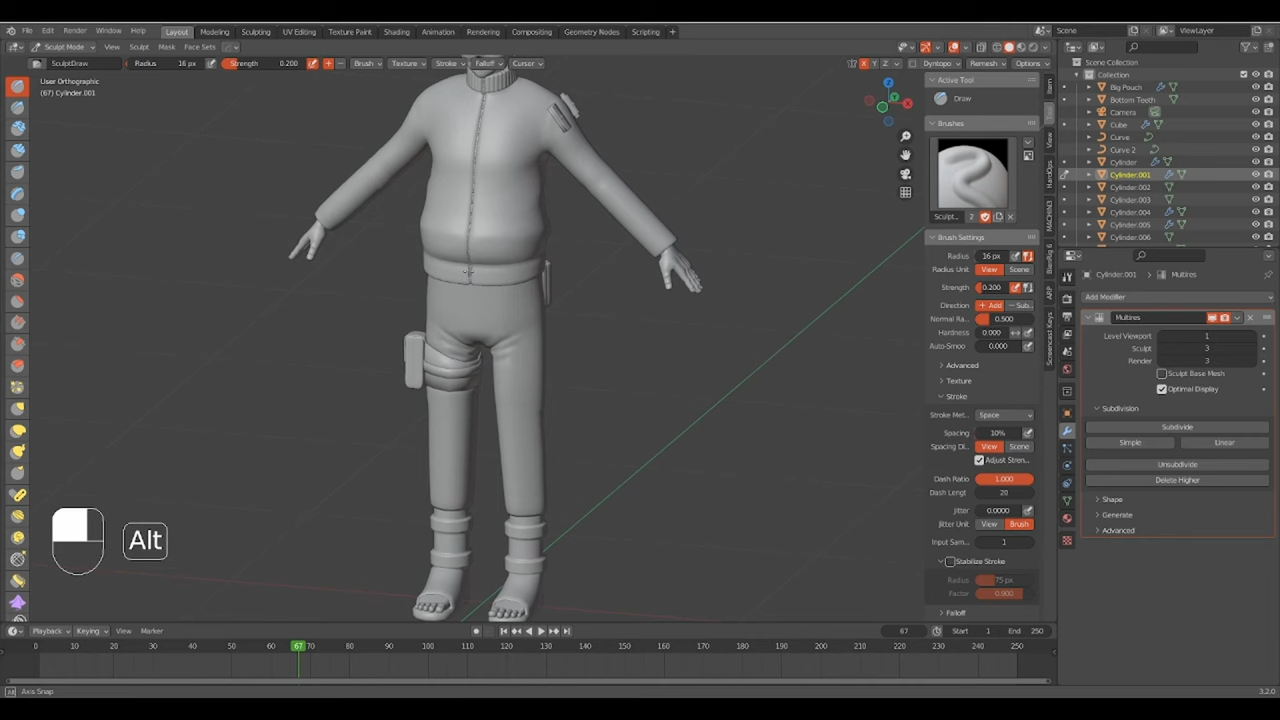 File Edit Render Window Help Layout Modeling Sculpting UV Editing Texture Paint Shading Animation Rendering Compositing Geometry Nodes Scripting + Scene ViewLayer
Sculpt Mode View Sculpt Mask Face Sets
SculptDraw Radius 16 px Strength 0.200 Brush Texture Stroke Falloff Cursor X Y Z Dyntopo Remesh Options
User Orthographic
(67) Cylinder.001
Z
Y
X
Item
Tool
View
HardOps
MACHIN3
ARP
Screencast Keys
Active Tool
Draw
Brushes
Sculpt.. 2
Brush Settings
Radius 16 px
Radius Unit View Scene
Strength 0.200
Direction + Add − Sub..
Normal Ra.. 0.500
Hardness 0.000
Auto-Smoo 0.000
Advanced
Texture
Stroke
Stroke Met.. Space
Spacing 10%
Spacing Di.. View Scene
Adjust Stren..
Dash Ratio 1.000
Dash Lengt 20
Jitter 0.0000
Jitter Unit View Brush
Input Sam.. 1
Stabilize Stroke
Radius 75 px
Factor 0.900
Falloff
Scene Collection
Collection
Big Pouch
Bottom Teeth
Camera
Cube
Curve
Curve 2
Cylinder
Cylinder.001
Cylinder.002
Cylinder.003
Cylinder.004
Cylinder.005
Cylinder.006
Cylinder.001 Multires
Add Modifier
Multires
Level Viewport 1
Sculpt 3
Render 3
Sculpt Base Mesh
Optimal Display
Subdivision
Subdivide
Simple Linear
Unsubdivide
Delete Higher
Shape
Generate
Advanced
Alt
Playback Keying View Marker 67 Start 1 End 250
0 10 20 30 40 50 60 67 70 80 90 100 110 120 130 140 150 160 170 180 190 200 210 220 230 240 250
Axis Snap 3.2.0